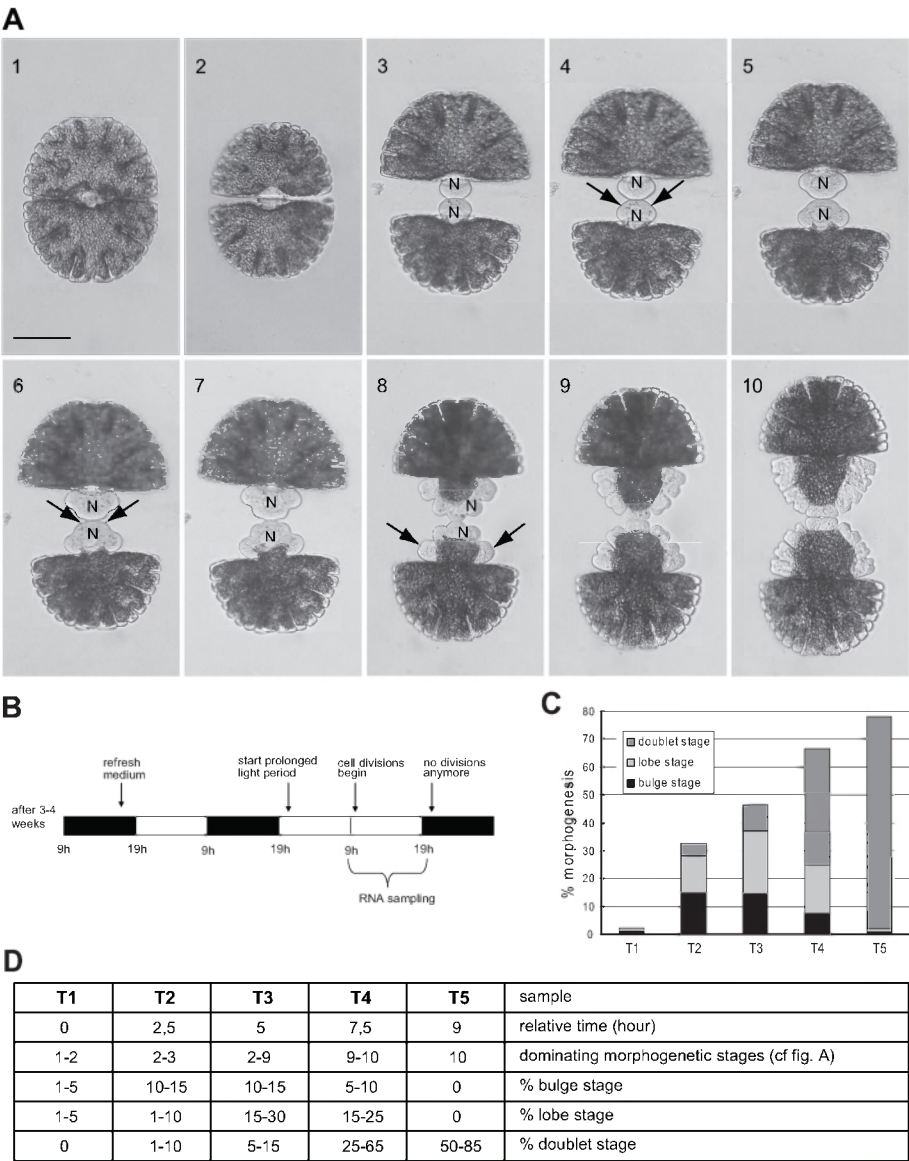 A
1 2 3 4 5
N N N
N N N
6 7 8 9 10
N N N
N N N
B
refresh
medium
start prolonged
light period
cell divisions
begin
no divisions
anymore
after 3-4
weeks
9h 19h 9h 19h 9h 19h
RNA sampling
C
80
70
60
50
40
30
20
10
0
% morphogenesis
doublet stage
lobe stage
bulge stage
T1 T2 T3 T4 T5
D
T1 T2 T3 T4 T5 sample
0 2,5 5 7,5 9 relative time (hour)
1-2 2-3 2-9 9-10 10 dominating morphogenetic stages (cf fig. A)
1-5 10-15 10-15 5-10 0 % bulge stage
1-5 1-10 15-30 15-25 0 % lobe stage
0 1-10 5-15 25-65 50-85 % doublet stage